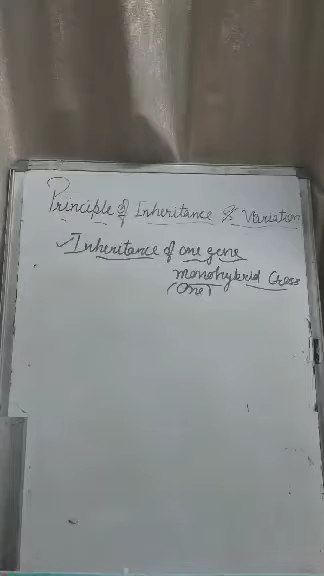 Principle of Inheritance & Variation
✓Inheritance of one gene
monohybrid Cross
(One)